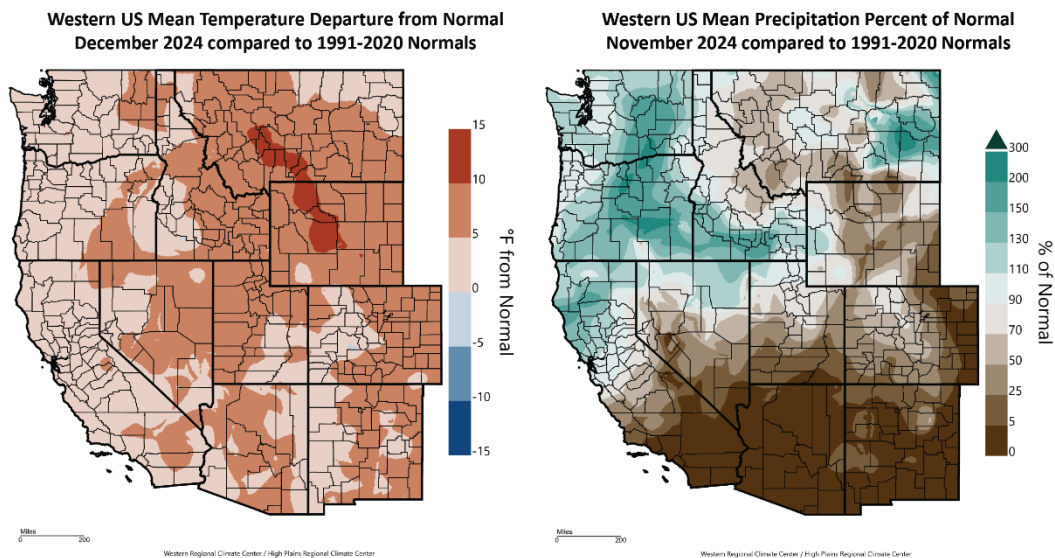 Western US Mean Temperature Departure from Normal
December 2024 compared to 1991-2020 Normals
15
10
5
0
-5
-10
-15
°F from Normal
Miles
0 200
Western Regional Climate Center / High Plains Regional Climate Center
Western US Mean Precipitation Percent of Normal
November 2024 compared to 1991-2020 Normals
300
200
150
130
110
90
70
50
25
5
0
% of Normal
Miles
0 200
Western Regional Climate Center / High Plains Regional Climate Center